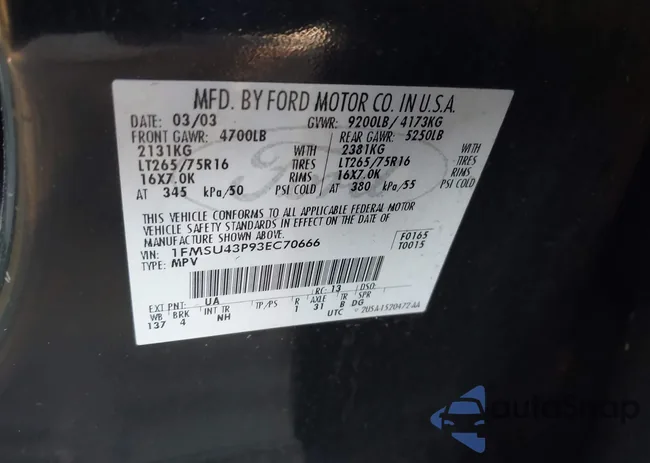 MFD. BY FORD MOTOR CO. IN U.S.A.
DATE: 03/03 GVWR: 9200LB/ 4173KG
FRONT GAWR: 4700LB REAR GAWR: 5250LB
2131KG WITH 2381KG WITH
LT265/75R16 TIRES LT265/75R16 TIRES
16X7.0K RIMS 16X7.0K RIMS
AT 345 kPa/50 PSI COLD AT 380 kPa/55 PSI COLD
THIS VEHICLE CONFORMS TO ALL APPLICABLE FEDERAL MOTOR
VEHICLE SAFETY STANDARDS IN EFFECT ON THE DATE OF
MANUFACTURE SHOWN ABOVE.
VIN: 1FMSU43P93EC70666 F0165
TYPE: MPV T0015
RC: 13 DSO:
EXT PNT: UA
WB BRK INT TR TP/PS R AXLE TR SPR
137 4 NH 1 31 B DG
UTC
Ford
autoSnap